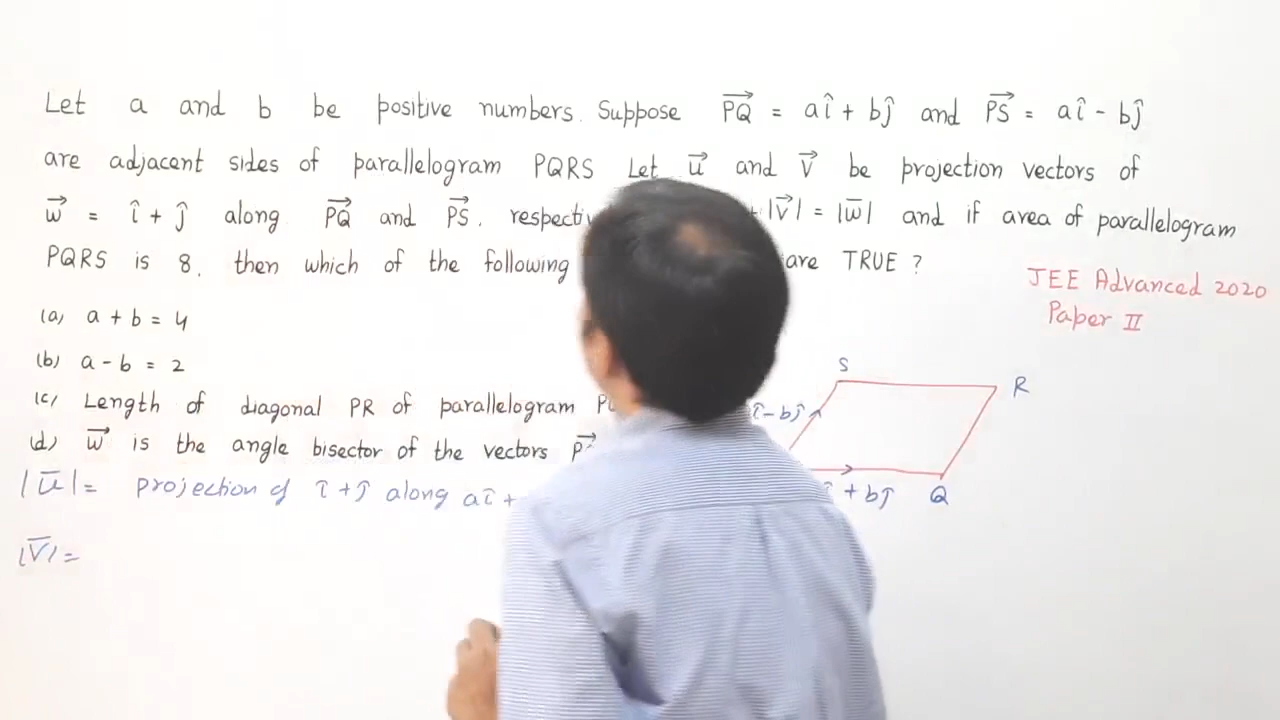 Let a and b be positive numbers. Suppose PQ⃗ = aî + bĵ and PS⃗ = aî - bĵ
are adjacent sides of parallelogram PQRS Let u⃗ and v⃗ be projection vectors of
w⃗ = î + ĵ along PQ⃗ and PS⃗, |v⃗| = |w̄| and if area of parallelogram
PQRS is 8, then which of the following are TRUE ?
JEE Advanced 2020
Paper II
(a) a + b = 4
(b) a - b = 2
(c) Length of diagonal PR of parallelogram
(d) w⃗ is the angle bisector of the vectors
S
R
î - bĵ
+ bĵ
Q
|ū| = projection of î + ĵ along aî +
|v̄| =